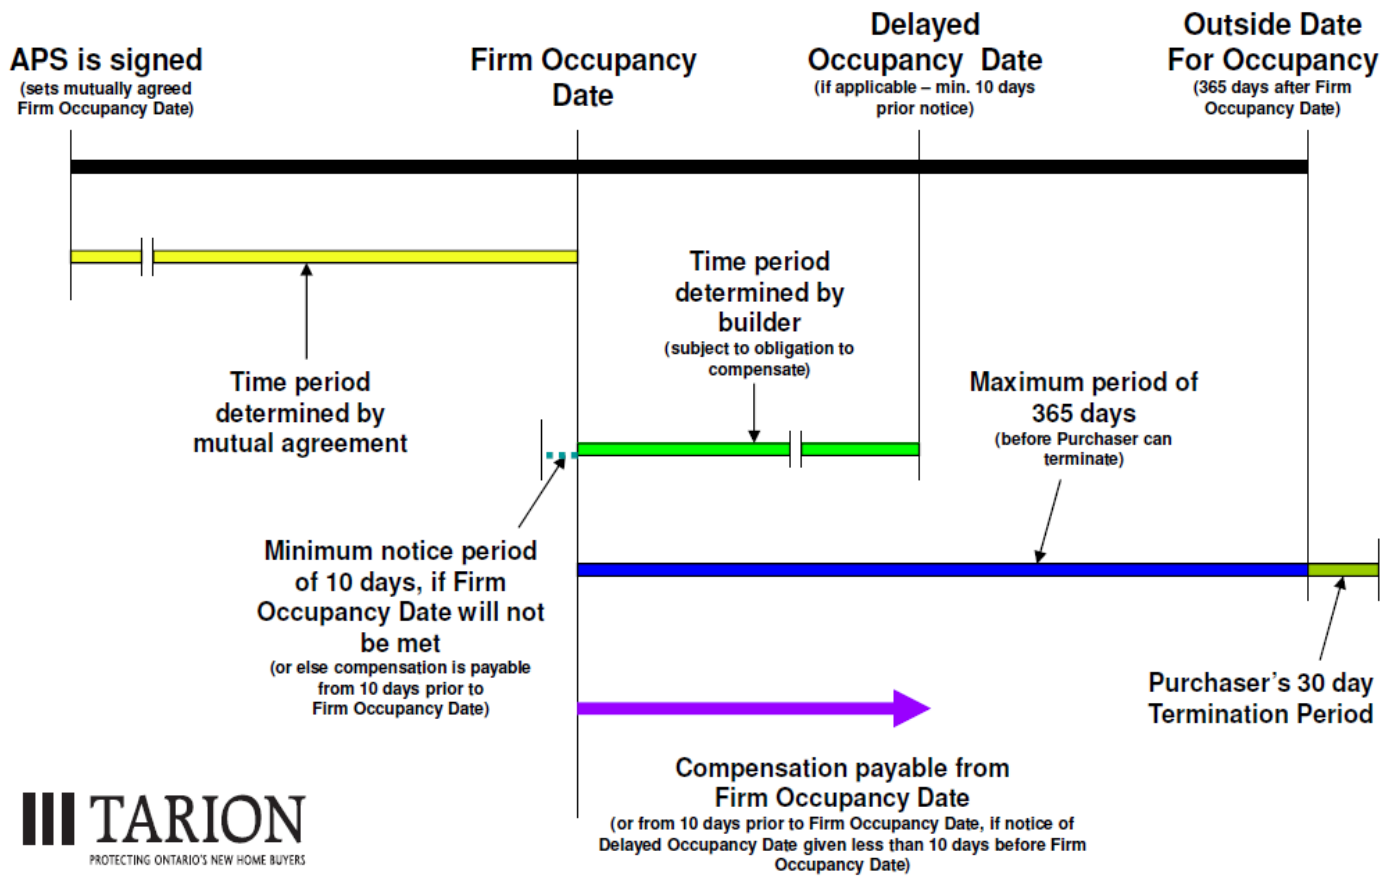 APS is signed
(sets mutually agreed
Firm Occupancy Date)
Firm Occupancy
Date
Delayed
Occupancy Date
(if applicable – min. 10 days
prior notice)
Outside Date
For Occupancy
(365 days after Firm
Occupancy Date)
Time period
determined by
mutual agreement
Time period
determined by
builder
(subject to obligation to
compensate)
Maximum period of
365 days
(before Purchaser can
terminate)
Minimum notice period
of 10 days, if Firm
Occupancy Date will not
be met
(or else compensation is payable
from 10 days prior to
Firm Occupancy Date)
Purchaser's 30 day
Termination Period
Compensation payable from
Firm Occupancy Date
(or from 10 days prior to Firm Occupancy Date, if notice of
Delayed Occupancy Date given less than 10 days before Firm
Occupancy Date)
TARION
PROTECTING ONTARIO'S NEW HOME BUYERS